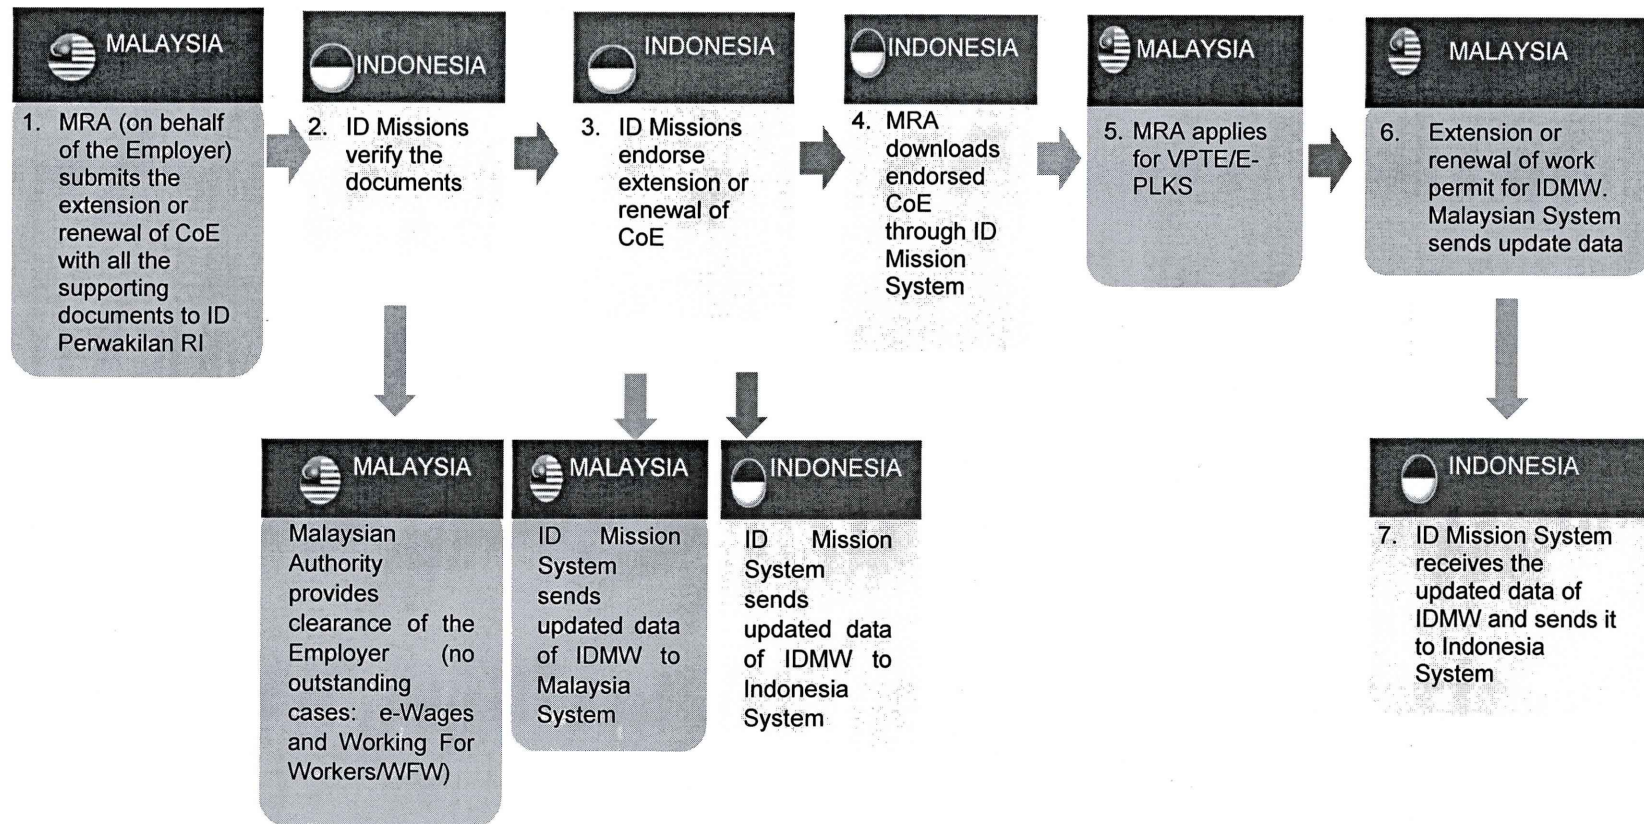 MALAYSIA
1. MRA (on behalf
of the Employer)
submits the
extension or
renewal of CoE
with all the
supporting
documents to ID
Perwakilan RI
INDONESIA
2. ID Missions
verify the
documents
INDONESIA
3. ID Missions
endorse
extension or
renewal of
CoE
INDONESIA
4. MRA
downloads
endorsed
CoE
through ID
Mission
System
MALAYSIA
5. MRA applies
for VPTE/E-
PLKS
MALAYSIA
6. Extension or
renewal of work
permit for IDMW.
Malaysian System
sends update data
MALAYSIA
Malaysian
Authority
provides
clearance of the
Employer (no
outstanding
cases: e-Wages
and Working For
Workers/WFW)
MALAYSIA
ID Mission
System
sends
updated data
of IDMW to
Malaysia
System
INDONESIA
ID Mission
System
sends
updated data
of IDMW to
Indonesia
System
INDONESIA
7. ID Mission System
receives the
updated data of
IDMW and sends it
to Indonesia
System